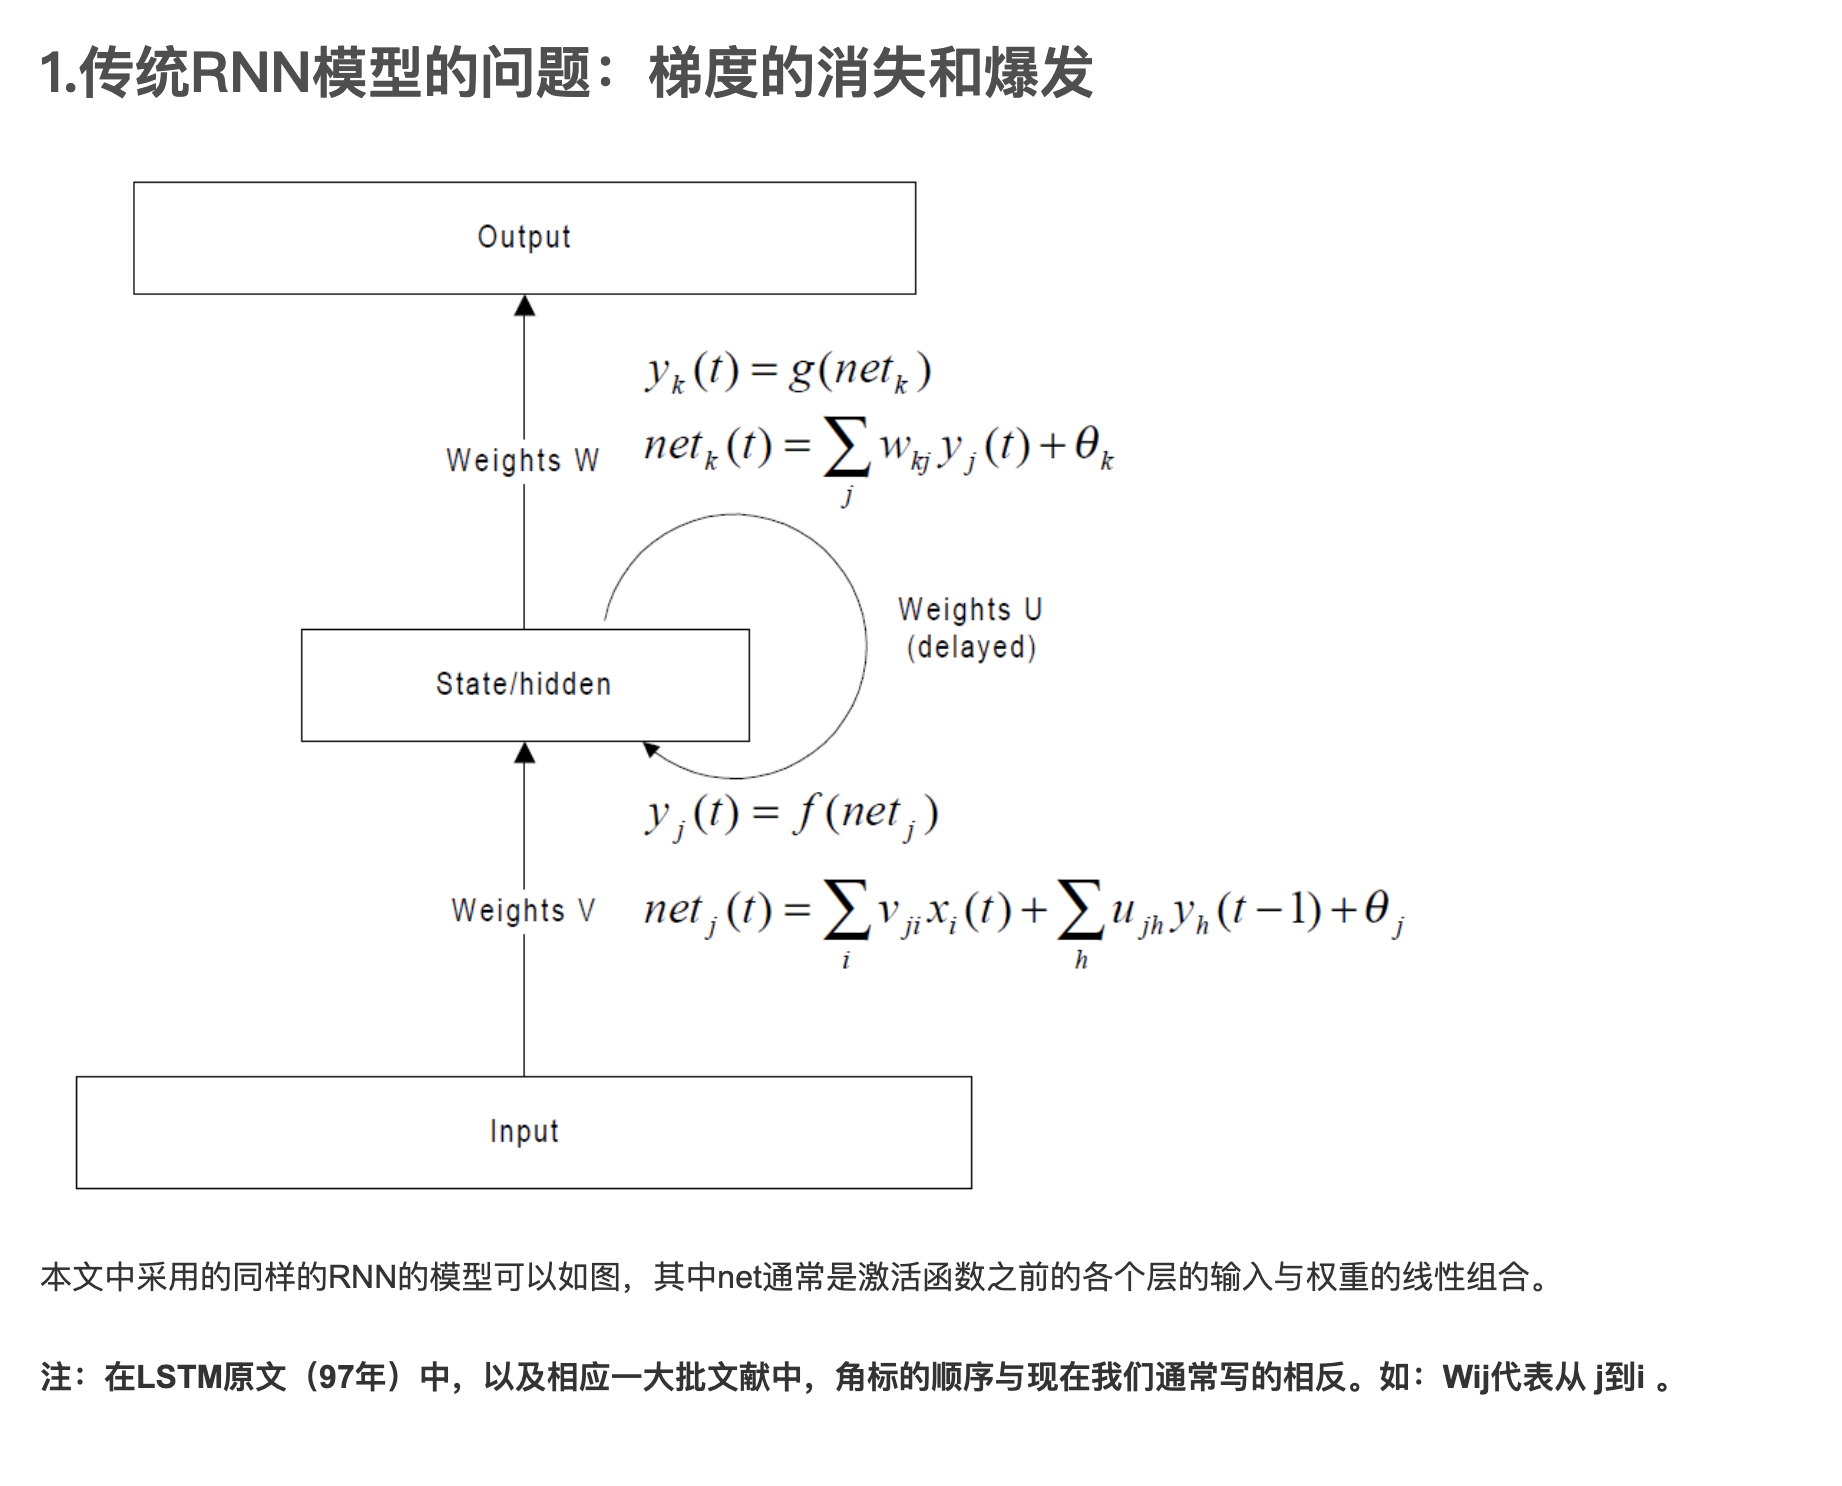 1.传统RNN模型的问题：梯度的消失和爆发
Output
y_k(t) = g(net_k)
Weights W
net_k(t) = ∑_j w_{kj} y_j(t) + θ_k
Weights U
(delayed)
State/hidden
y_j(t) = f(net_j)
Weights V
net_j(t) = ∑_i v_{ji} x_i(t) + ∑_h u_{jh} y_h(t−1) + θ_j
Input
本文中采用的同样的RNN的模型可以如图，其中net通常是激活函数之前的各个层的输入与权重的线性组合。
注：在LSTM原文（97年）中，以及相应一大批文献中，角标的顺序与现在我们通常写的相反。如：Wij代表从 j到i 。